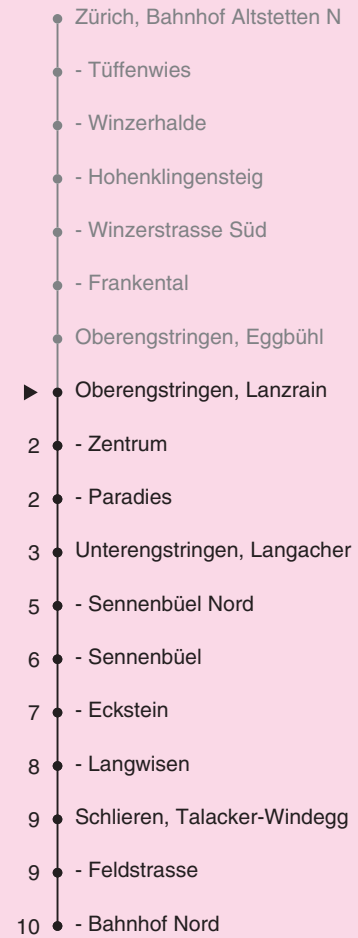 Zürich, Bahnhof Altstetten N
- Tüffenwies
- Winzerhalde
- Hohenklingensteig
- Winzerstrasse Süd
- Frankental
Oberengstringen, Eggbühl
Oberengstringen, Lanzrain
2 - Zentrum
2 - Paradies
3 Unterengstringen, Langacher
5 - Sennenbüel Nord
6 - Sennenbüel
7 - Eckstein
8 - Langwisen
9 Schlieren, Talacker-Windegg
9 - Feldstrasse
10 - Bahnhof Nord